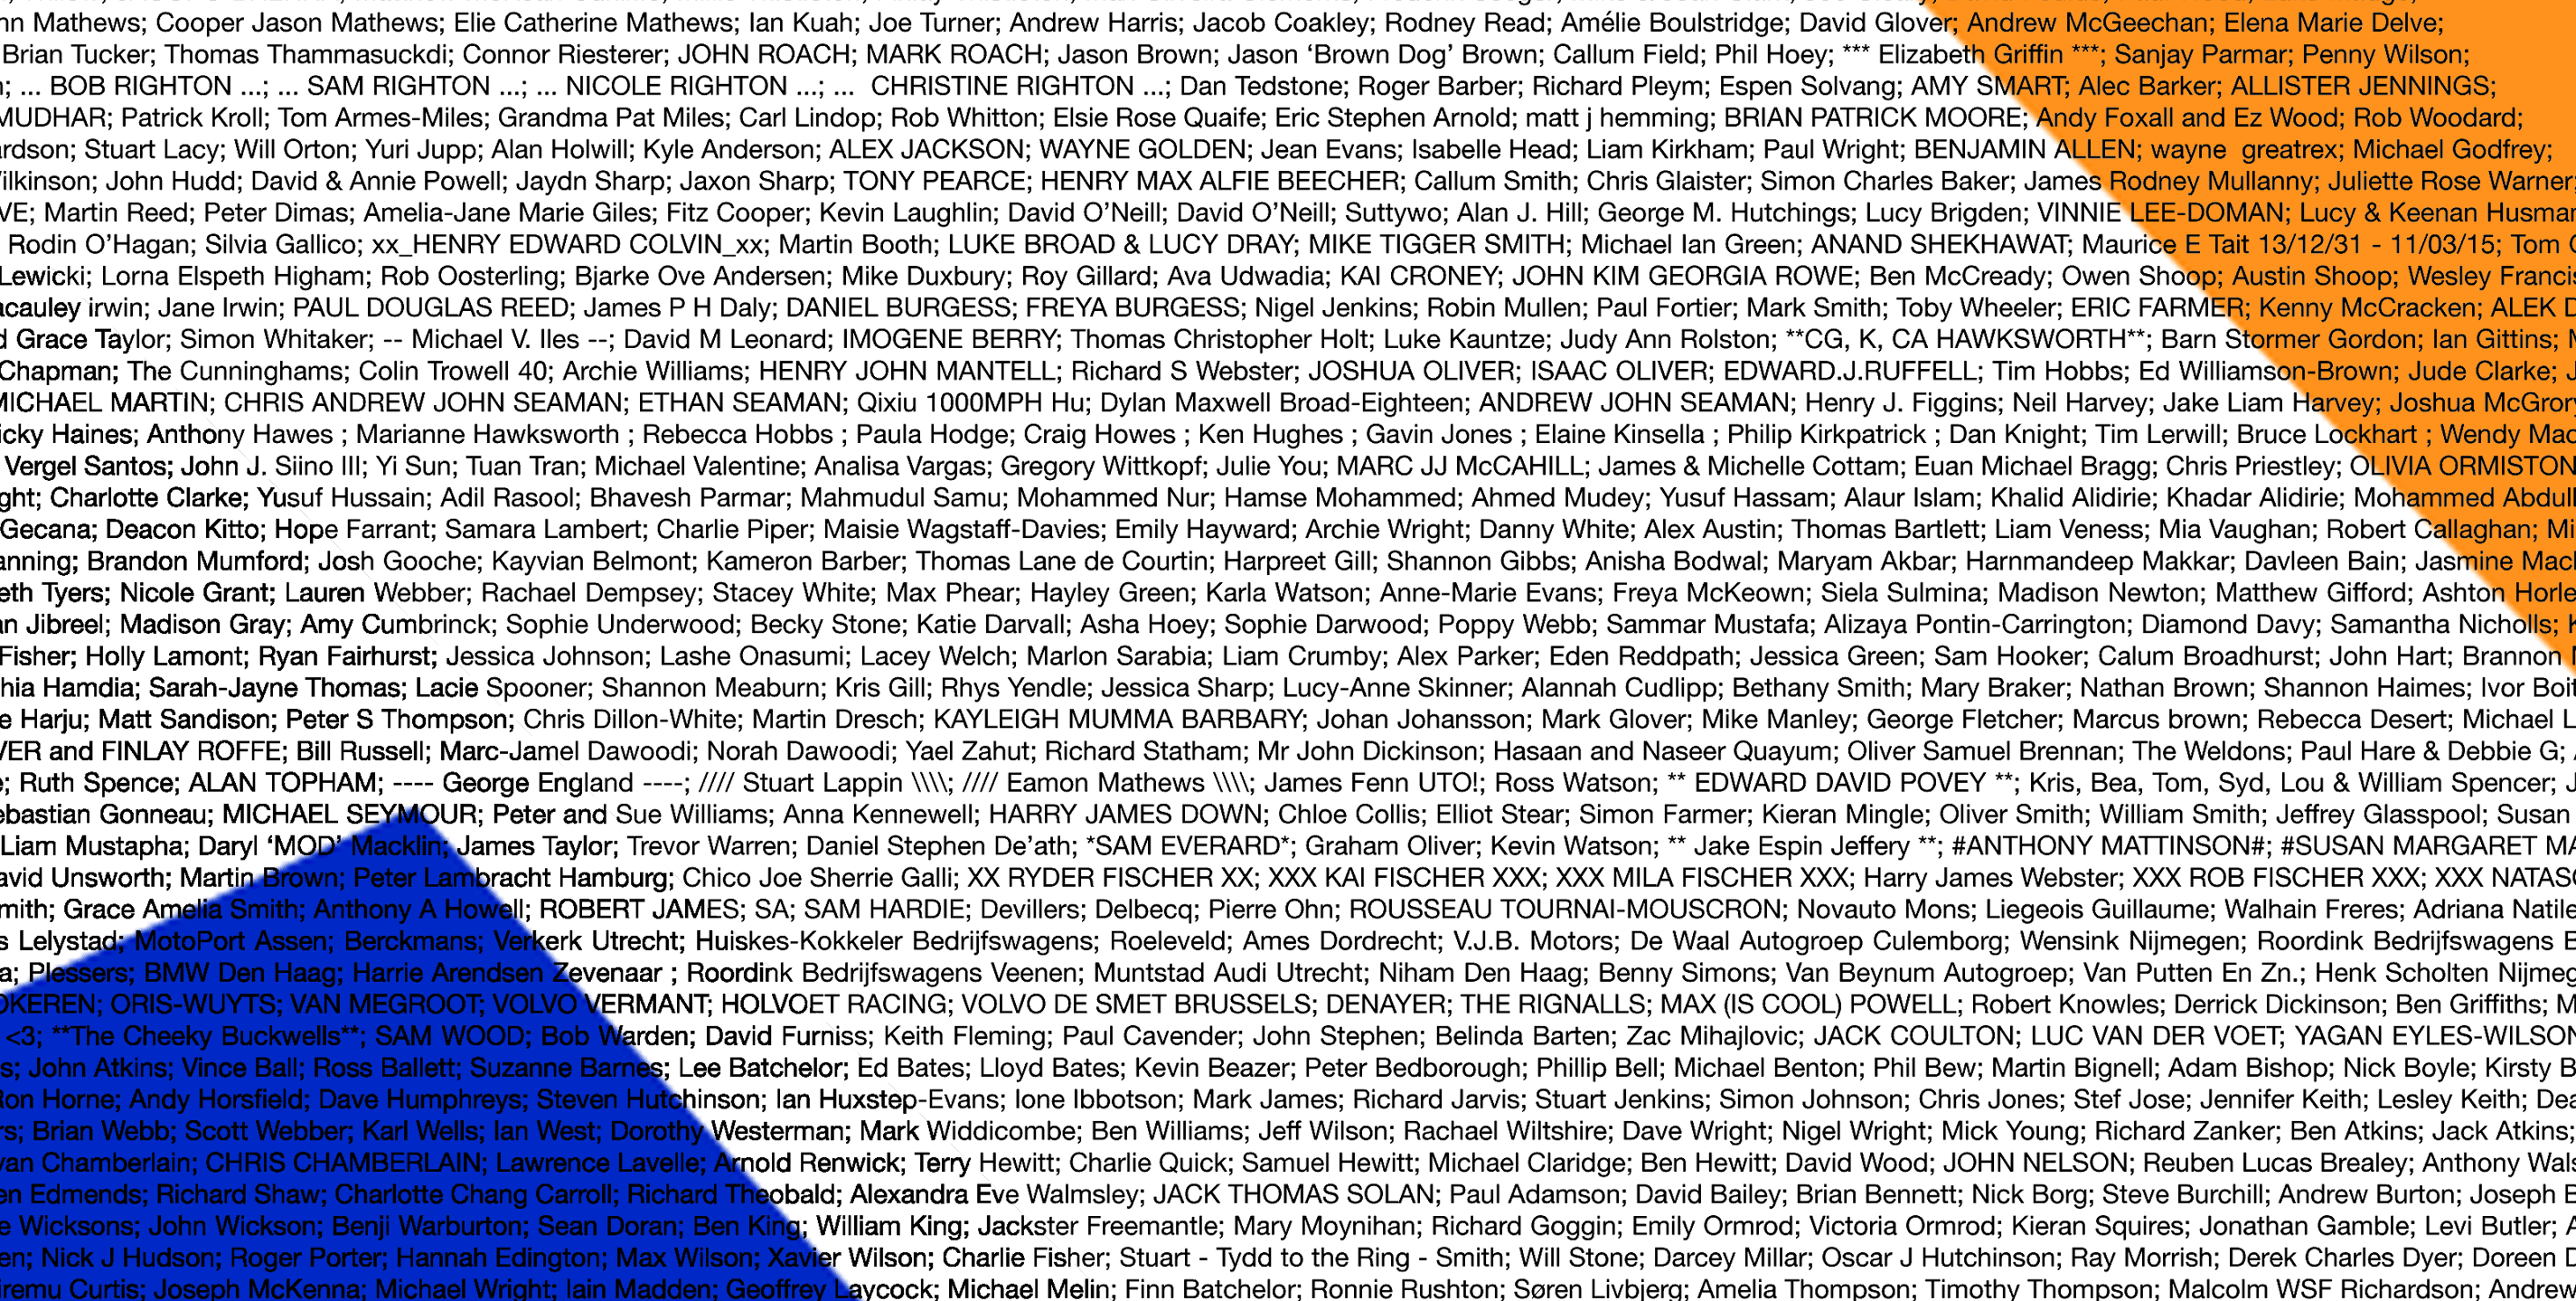 nn Mathews; Cooper Jason Mathews; Elie Catherine Mathews; Ian Kuah; Joe Turner; Andrew Harris; Jacob Coakley; Rodney Read; Amélie Boulstridge; David Glover; Andrew McGeechan; Elena Marie Delve;
Brian Tucker; Thomas Thammasuckdi; Connor Riesterer; JOHN ROACH; MARK ROACH; Jason Brown; Jason ‘Brown Dog’ Brown; Callum Field; Phil Hoey; *** Elizabeth Griffin ***; Sanjay Parmar; Penny Wilson;
; ... BOB RIGHTON ...; ... SAM RIGHTON ...; ... NICOLE RIGHTON ...; ... CHRISTINE RIGHTON ...; Dan Tedstone; Roger Barber; Richard Pleym; Espen Solvang; AMY SMART; Alec Barker; ALLISTER JENNINGS;
MUDHAR; Patrick Kroll; Tom Armes-Miles; Grandma Pat Miles; Carl Lindop; Rob Whitton; Elsie Rose Quaife; Eric Stephen Arnold; matt j hemming; BRIAN PATRICK MOORE; Andy Foxall and Ez Wood; Rob Woodard;
ardson; Stuart Lacy; Will Orton; Yuri Jupp; Alan Holwill; Kyle Anderson; ALEX JACKSON; WAYNE GOLDEN; Jean Evans; Isabelle Head; Liam Kirkham; Paul Wright; BENJAMIN ALLEN; wayne greatrex; Michael Godfrey;
ilkinson; John Hudd; David & Annie Powell; Jaydn Sharp; Jaxon Sharp; TONY PEARCE; HENRY MAX ALFIE BEECHER; Callum Smith; Chris Glaister; Simon Charles Baker; James Rodney Mullanny; Juliette Rose Warner;
VE; Martin Reed; Peter Dimas; Amelia-Jane Marie Giles; Fitz Cooper; Kevin Laughlin; David O’Neill; David O’Neill; Suttywo; Alan J. Hill; George M. Hutchings; Lucy Brigden; VINNIE LEE-DOMAN; Lucy & Keenan Husman
Rodin O’Hagan; Silvia Gallico; xx_HENRY EDWARD COLVIN_xx; Martin Booth; LUKE BROAD & LUCY DRAY; MIKE TIGGER SMITH; Michael Ian Green; ANAND SHEKHAWAT; Maurice E Tait 13/12/31 - 11/03/15; Tom
Lewicki; Lorna Elspeth Higham; Rob Oosterling; Bjarke Ove Andersen; Mike Duxbury; Roy Gillard; Ava Udwadia; KAI CRONEY; JOHN KIM GEORGIA ROWE; Ben McCready; Owen Shoop; Austin Shoop; Wesley Francis
acauley irwin; Jane Irwin; PAUL DOUGLAS REED; James P H Daly; DANIEL BURGESS; FREYA BURGESS; Nigel Jenkins; Robin Mullen; Paul Fortier; Mark Smith; Toby Wheeler; ERIC FARMER; Kenny McCracken; ALEK D
d Grace Taylor; Simon Whitaker; -- Michael V. Iles --; David M Leonard; IMOGENE BERRY; Thomas Christopher Holt; Luke Kauntze; Judy Ann Rolston; **CG, K, CA HAWKSWORTH**; Barn Stormer Gordon; Ian Gittins; M
Chapman; The Cunninghams; Colin Trowell 40; Archie Williams; HENRY JOHN MANTELL; Richard S Webster; JOSHUA OLIVER; ISAAC OLIVER; EDWARD.J.RUFFELL; Tim Hobbs; Ed Williamson-Brown; Jude Clarke; J
MICHAEL MARTIN; CHRIS ANDREW JOHN SEAMAN; ETHAN SEAMAN; Qixiu 1000MPH Hu; Dylan Maxwell Broad-Eighteen; ANDREW JOHN SEAMAN; Henry J. Figgins; Neil Harvey; Jake Liam Harvey; Joshua McGrory
icky Haines; Anthony Hawes ; Marianne Hawksworth ; Rebecca Hobbs ; Paula Hodge; Craig Howes ; Ken Hughes ; Gavin Jones ; Elaine Kinsella ; Philip Kirkpatrick ; Dan Knight; Tim Lerwill; Bruce Lockhart ; Wendy Mac
Vergel Santos; John J. Siino III; Yi Sun; Tuan Tran; Michael Valentine; Analisa Vargas; Gregory Wittkopf; Julie You; MARC JJ McCAHILL; James & Michelle Cottam; Euan Michael Bragg; Chris Priestley; OLIVIA ORMISTON
ght; Charlotte Clarke; Yusuf Hussain; Adil Rasool; Bhavesh Parmar; Mahmudul Samu; Mohammed Nur; Hamse Mohammed; Ahmed Mudey; Yusuf Hassam; Alaur Islam; Khalid Alidirie; Khadar Alidirie; Mohammed Abdull
Gecana; Deacon Kitto; Hope Farrant; Samara Lambert; Charlie Piper; Maisie Wagstaff-Davies; Emily Hayward; Archie Wright; Danny White; Alex Austin; Thomas Bartlett; Liam Veness; Mia Vaughan; Robert Callaghan; Mi
anning; Brandon Mumford; Josh Gooche; Kayvian Belmont; Kameron Barber; Thomas Lane de Courtin; Harpreet Gill; Shannon Gibbs; Anisha Bodwal; Maryam Akbar; Harnmandeep Makkar; Davleen Bain; Jasmine Macl
eth Tyers; Nicole Grant; Lauren Webber; Rachael Dempsey; Stacey White; Max Phear; Hayley Green; Karla Watson; Anne-Marie Evans; Freya McKeown; Siela Sulmina; Madison Newton; Matthew Gifford; Ashton Horle
an Jibreel; Madison Gray; Amy Cumbrinck; Sophie Underwood; Becky Stone; Katie Darvall; Asha Hoey; Sophie Darwood; Poppy Webb; Sammar Mustafa; Alizaya Pontin-Carrington; Diamond Davy; Samantha Nicholls; K
Fisher; Holly Lamont; Ryan Fairhurst; Jessica Johnson; Lashe Onasumi; Lacey Welch; Marlon Sarabia; Liam Crumby; Alex Parker; Eden Reddpath; Jessica Green; Sam Hooker; Calum Broadhurst; John Hart; Brannon
hia Hamdia; Sarah-Jayne Thomas; Lacie Spooner; Shannon Meaburn; Kris Gill; Rhys Yendle; Jessica Sharp; Lucy-Anne Skinner; Alannah Cudlipp; Bethany Smith; Mary Braker; Nathan Brown; Shannon Haimes; Ivor Boit
e Harju; Matt Sandison; Peter S Thompson; Chris Dillon-White; Martin Dresch; KAYLEIGH MUMMA BARBARY; Johan Johansson; Mark Glover; Mike Manley; George Fletcher; Marcus brown; Rebecca Desert; Michael L
VER and FINLAY ROFFE; Bill Russell; Marc-Jamel Dawoodi; Norah Dawoodi; Yael Zahut; Richard Statham; Mr John Dickinson; Hasaan and Naseer Quayum; Oliver Samuel Brennan; The Weldons; Paul Hare & Debbie G; A
; Ruth Spence; ALAN TOPHAM; ---- George England ----; //// Stuart Lappin \\\\; //// Eamon Mathews \\\\; James Fenn UTO!; Ross Watson; ** EDWARD DAVID POVEY **; Kris, Bea, Tom, Syd, Lou & William Spencer; J
ebastian Gonneau; MICHAEL SEYMOUR; Peter and Sue Williams; Anna Kennewell; HARRY JAMES DOWN; Chloe Collis; Elliot Stear; Simon Farmer; Kieran Mingle; Oliver Smith; William Smith; Jeffrey Glasspool; Susan
Liam Mustapha; Daryl ‘MOD’ Macklin; James Taylor; Trevor Warren; Daniel Stephen De’ath; *SAM EVERARD*; Graham Oliver; Kevin Watson; ** Jake Espin Jeffery **; #ANTHONY MATTINSON#; #SUSAN MARGARET MA
avid Unsworth; Martin Brown; Peter Lambracht Hamburg; Chico Joe Sherrie Galli; XX RYDER FISCHER XX; XXX KAI FISCHER XXX; XXX MILA FISCHER XXX; Harry James Webster; XXX ROB FISCHER XXX; XXX NATASC
mith; Grace Amelia Smith; Anthony A Howell; ROBERT JAMES; SA; SAM HARDIE; Devillers; Delbecq; Pierre Ohn; ROUSSEAU TOURNAI-MOUSCRON; Novauto Mons; Liegeois Guillaume; Walhain Freres; Adriana Natile
s Lelystad; MotoPort Assen; Berckmans; Verkerk Utrecht; Huiskes-Kokkeler Bedrijfswagens; Roeleveld; Ames Dordrecht; V.J.B. Motors; De Waal Autogroep Culemborg; Wensink Nijmegen; Roordink Bedrijfswagens B
a; Plessers; BMW Den Haag; Harrie Arendsen Zevenaar ; Roordink Bedrijfswagens Veenen; Muntstad Audi Utrecht; Niham Den Haag; Benny Simons; Van Beynum Autogroep; Van Putten En Zn.; Henk Scholten Nijmeg
OKEREN; ORIS-WUYTS; VAN MEGROOT; VOLVO VERMANT; HOLVOET RACING; VOLVO DE SMET BRUSSELS; DENAYER; THE RIGNALLS; MAX (IS COOL) POWELL; Robert Knowles; Derrick Dickinson; Ben Griffiths; M
<3; **The Cheeky Buckwells**; SAM WOOD; Bob Warden; David Furniss; Keith Fleming; Paul Cavender; John Stephen; Belinda Barten; Zac Mihajlovic; JACK COULTON; LUC VAN DER VOET; YAGAN EYLES-WILSON
s; John Atkins; Vince Ball; Ross Ballett; Suzanne Barnes; Lee Batchelor; Ed Bates; Lloyd Bates; Kevin Beazer; Peter Bedborough; Phillip Bell; Michael Benton; Phil Bew; Martin Bignell; Adam Bishop; Nick Boyle; Kirsty B
Ron Horne; Andy Horsfield; Dave Humphreys; Steven Hutchinson; Ian Huxstep-Evans; Ione Ibbotson; Mark James; Richard Jarvis; Stuart Jenkins; Simon Johnson; Chris Jones; Stef Jose; Jennifer Keith; Lesley Keith; Dea
rs; Brian Webb; Scott Webber; Karl Wells; Ian West; Dorothy Westerman; Mark Widdicombe; Ben Williams; Jeff Wilson; Rachael Wiltshire; Dave Wright; Nigel Wright; Mick Young; Richard Zanker; Ben Atkins; Jack Atkins;
van Chamberlain; CHRIS CHAMBERLAIN; Lawrence Lavelle; Arnold Renwick; Terry Hewitt; Charlie Quick; Samuel Hewitt; Michael Claridge; Ben Hewitt; David Wood; JOHN NELSON; Reuben Lucas Brealey; Anthony Wals
en Edmends; Richard Shaw; Charlotte Chang Carroll; Richard Theobald; Alexandra Eve Walmsley; JACK THOMAS SOLAN; Paul Adamson; David Bailey; Brian Bennett; Nick Borg; Steve Burchill; Andrew Burton; Joseph B
e Wicksons; John Wickson; Benji Warburton; Sean Doran; Ben King; William King; Jackster Freemantle; Mary Moynihan; Richard Goggin; Emily Ormrod; Victoria Ormrod; Kieran Squires; Jonathan Gamble; Levi Butler; A
en; Nick J Hudson; Roger Porter; Hannah Edington; Max Wilson; Xavier Wilson; Charlie Fisher; Stuart - Tydd to the Ring - Smith; Will Stone; Darcey Millar; Oscar J Hutchinson; Ray Morrish; Derek Charles Dyer; Doreen D
iremu Curtis; Joseph McKenna; Michael Wright; Iain Madden; Geoffrey Laycock; Michael Melin; Finn Batchelor; Ronnie Rushton; Søren Livbjerg; Amelia Thompson; Timothy Thompson; Malcolm WSF Richardson; Andrew